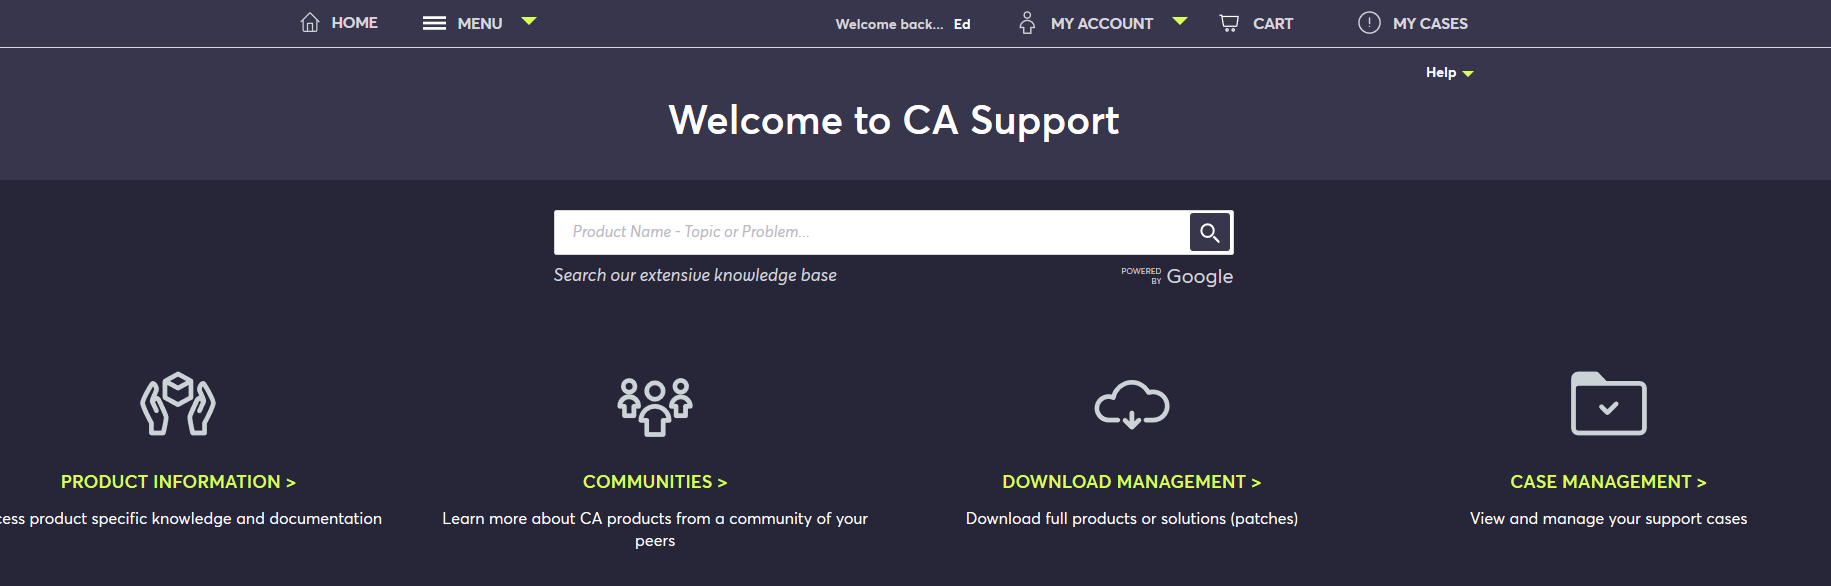 HOME MENU Welcome back... Ed MY ACCOUNT CART MY CASES
Help
Welcome to CA Support
Product Name - Topic or Problem...
Search our extensive knowledge base POWERED BY Google
PRODUCT INFORMATION > COMMUNITIES > DOWNLOAD MANAGEMENT > CASE MANAGEMENT >
product specific knowledge and documentation
Learn more about CA products from a community of your
peers
Download full products or solutions (patches)
View and manage your support cases